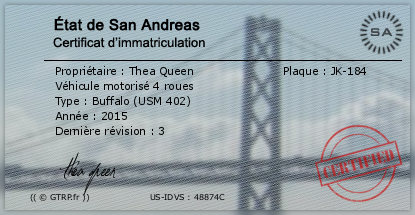 État de San Andreas
Certificat d'immatriculation
SA
Propriétaire : Thea Queen
Plaque : JK-184
Véhicule motorisé 4 roues
Type : Buffalo (USM 402)
Année : 2015
Dernière révision : 3
thea queen
CERTIFIED
(( © GTRP.fr ))
US-IDVS : 48874C